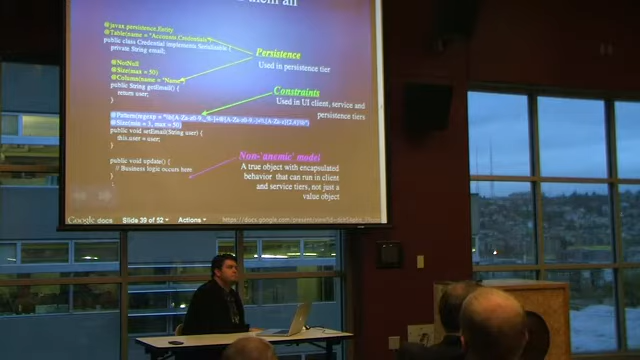 them all
@javax.persistence.Entity
@Table(name = "Accounts.Credentials")
public class Credential implements Serializable {
private String email;
Persistence
Used in persistence tier
@NotNull
@Size(max = 50)
@Column(name = "Name")
public String getEmail() {
return user;
}
Constraints
Used in UI client, service and
persistence tiers
@Size(min = 3, max = 50)
public void setEmail(String user) {
this.user = user;
}
public void update() {
// Business logic occurs here
}
Non-'anemic' model
A true object with encapsulated
behavior that can run in client
and service tiers, not just a
value object
Google docs Slide 39 of 52 Actions